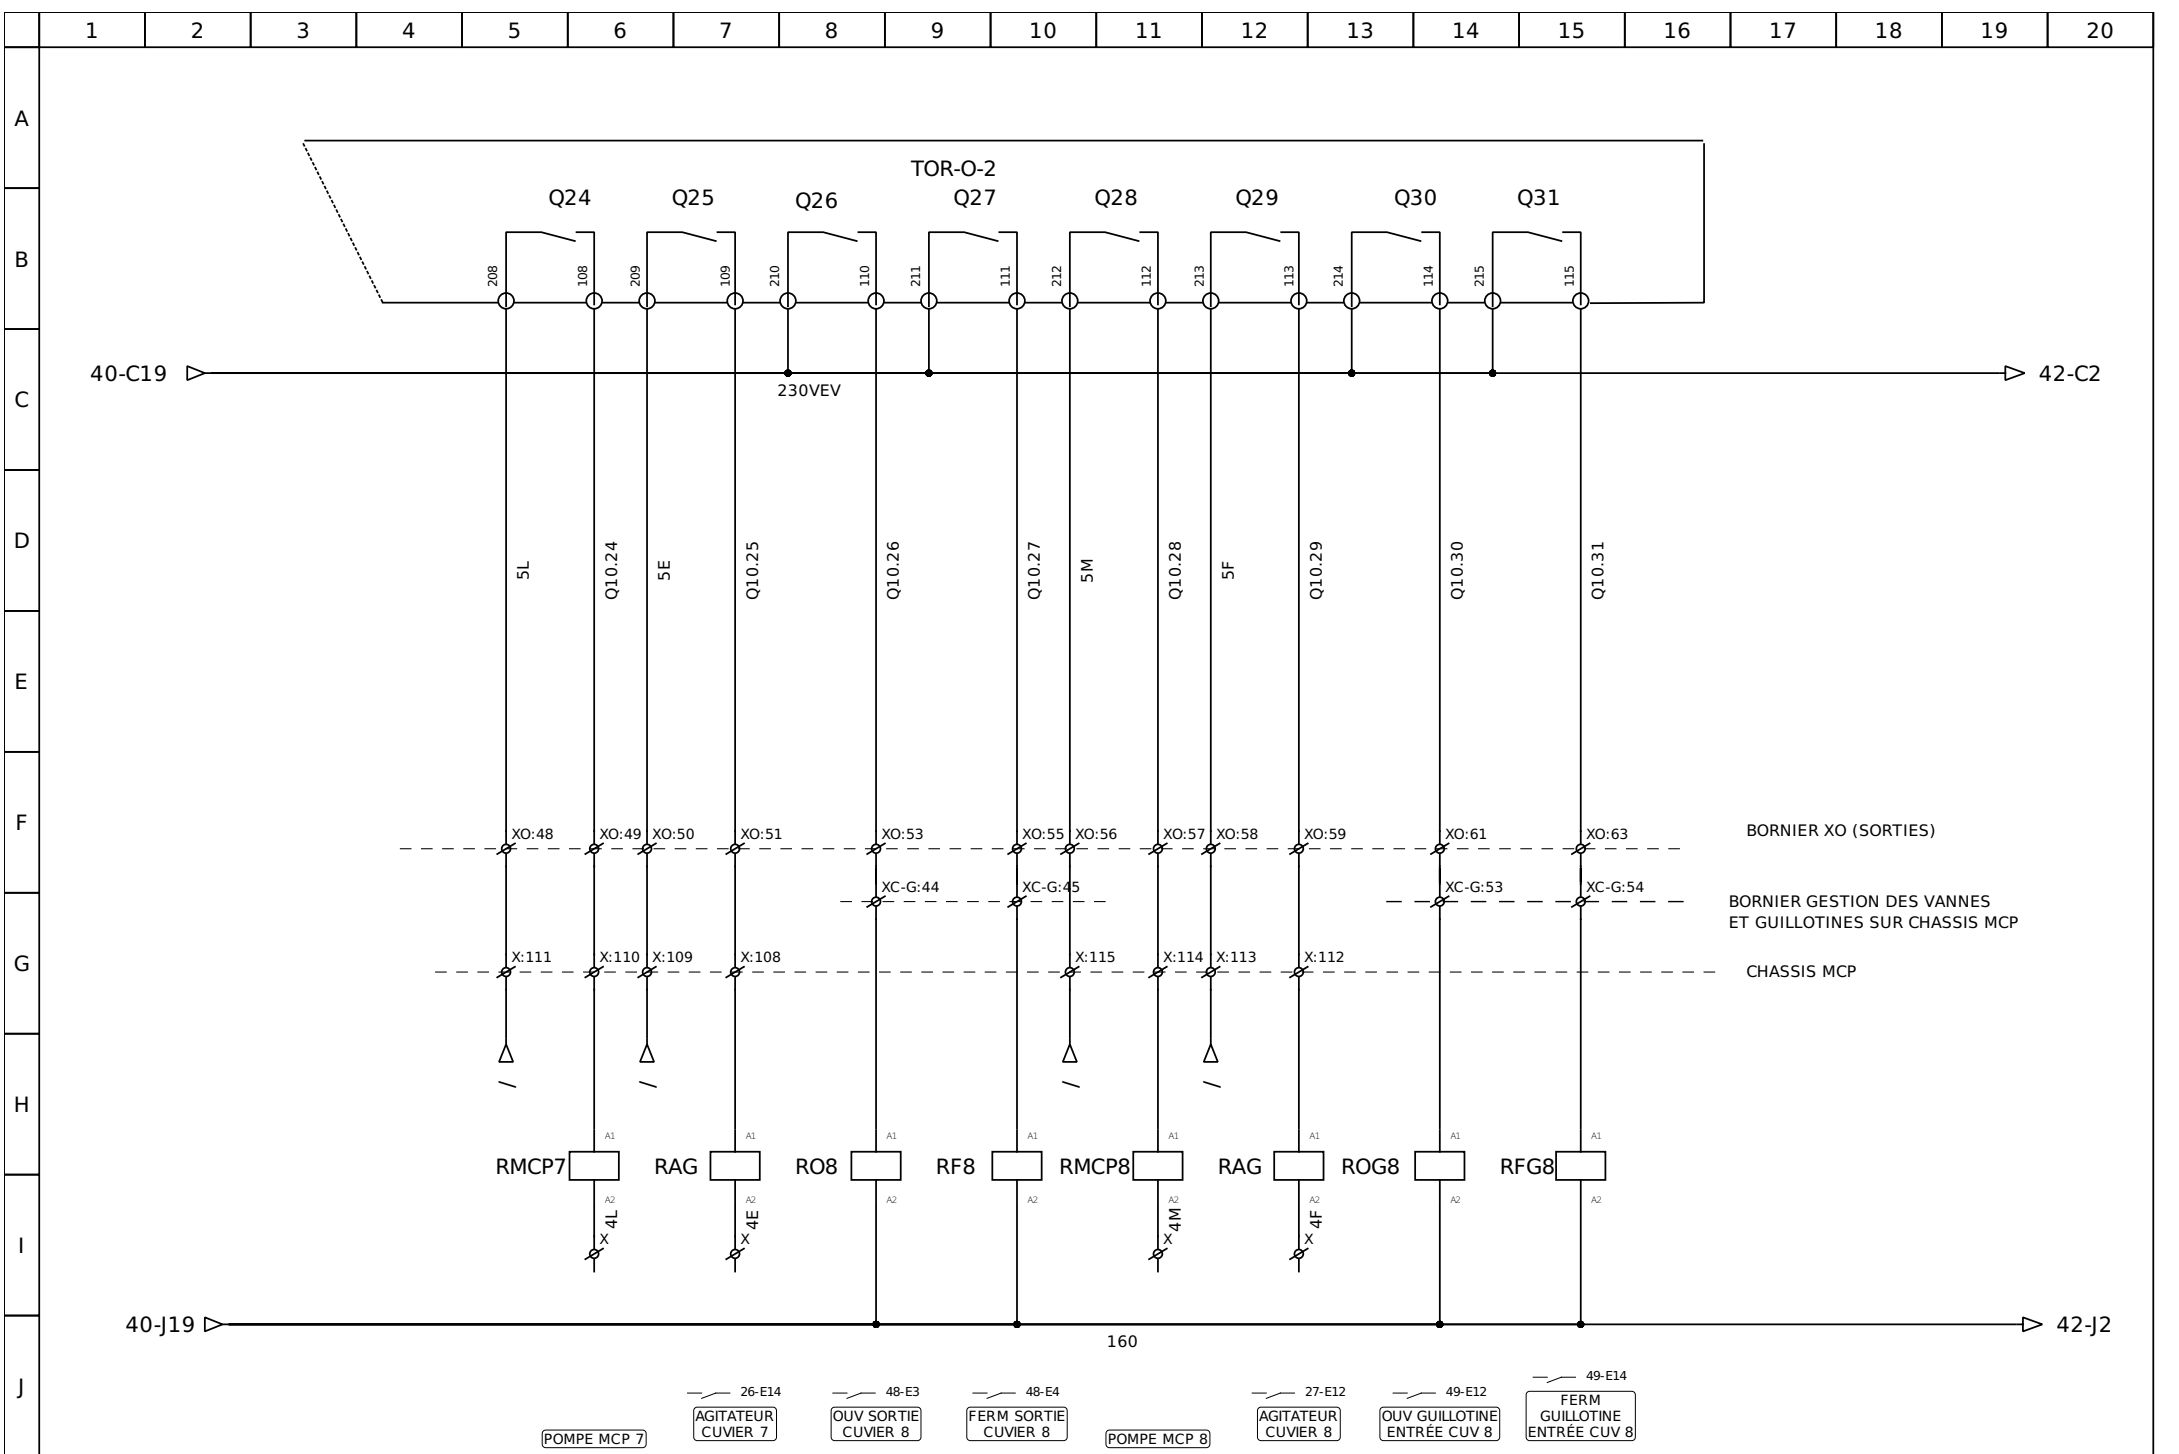 1 2 3 4 5 6 7 8 9 10 11 12 13 14 15 16 17 18 19 20
A
TOR-O-2
Q24 Q25 Q26 Q27 Q28 Q29 Q30 Q31
B
208 108 209 109 210 110 211 111 212 112 213 113 214 114 215 115
40-C19 42-C2
230VEV
C
D
5L Q10.24 5E Q10.25 Q10.26 Q10.27 5M Q10.28 5F Q10.29 Q10.30 Q10.31
E
F
XO:48 XO:49 XO:50 XO:51 XO:53 XO:55 XO:56 XO:57 XO:58 XO:59 XO:61 XO:63 BORNIER XO (SORTIES)
XC-G:44 XC-G:45 XC-G:53 XC-G:54 BORNIER GESTION DES VANNES
ET GUILLOTINES SUR CHASSIS MCP
G
X:111 X:110 X:109 X:108 X:115 X:114 X:113 X:112 CHASSIS MCP
/ / / /
H
A1 A1 A1 A1 A1 A1 A1 A1
RMCP7 RAG RO8 RF8 RMCP8 RAG ROG8 RFG8
A2 A2 A2 A2 A2 A2 A2 A2
4L 4E 4M 4F
X X X X
I
40-J19 42-J2
160
J
26-E14 48-E3 48-E4 27-E12 49-E12 49-E14
POMPE MCP 7
AGITATEUR
CUVIER 7
OUV SORTIE
CUVIER 8
FERM SORTIE
CUVIER 8
POMPE MCP 8
AGITATEUR
CUVIER 8
OUV GUILLOTINE
ENTRÉE CUV 8
FERM
GUILLOTINE
ENTRÉE CUV 8